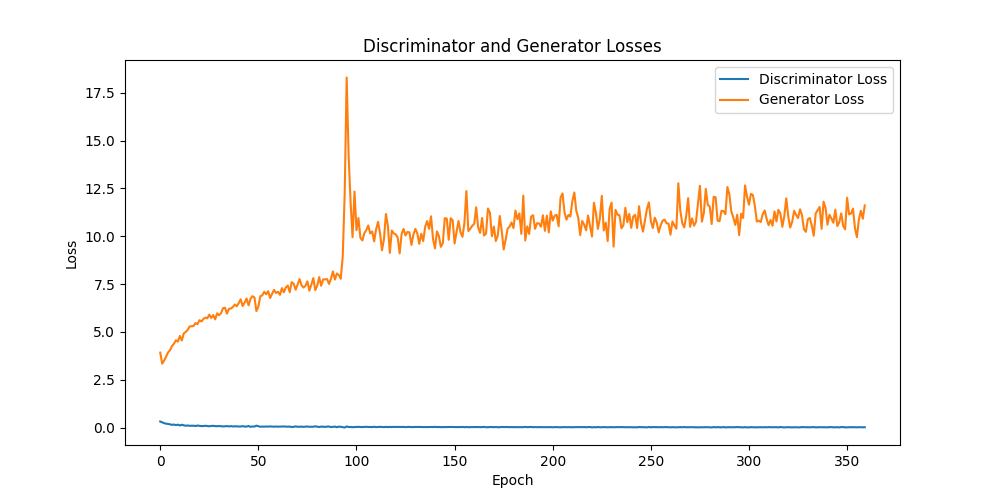 Discriminator and Generator Losses
Discriminator Loss
Generator Loss
17.5
15.0
12.5
10.0
7.5
5.0
2.5
0.0
Loss
0 50 100 150 200 250 300 350
Epoch